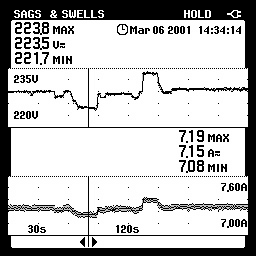 SAGS & SWELLS HOLD
223.8 MAX Mar 06 2001 14:34:14
223.5 V≂
221.7 MIN
235V
220V
7.19 MAX
7.15 A≂
7.08 MIN
7.60A
7.00A
30s 120s